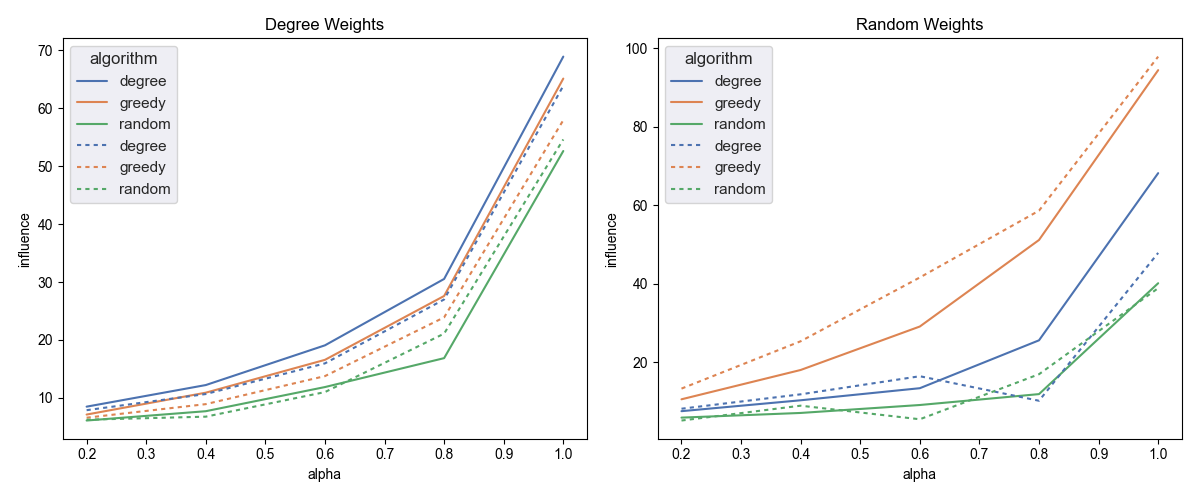 Degree Weights
70
60
50
40
30
20
10
influence
algorithm
degree
greedy
random
degree
greedy
random
0.2 0.3 0.4 0.5 0.6 0.7 0.8 0.9 1.0
alpha
Random Weights
100
80
60
40
20
influence
algorithm
degree
greedy
random
degree
greedy
random
0.2 0.3 0.4 0.5 0.6 0.7 0.8 0.9 1.0
alpha